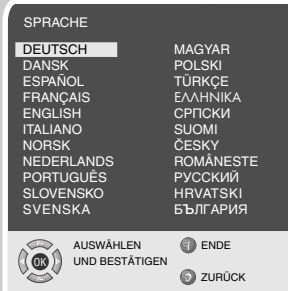 SPRACHE
DEUTSCH
DANSK
ESPAÑOL
FRANÇAIS
ENGLISH
ITALIANO
NORSK
NEDERLANDS
PORTUGUÊS
SLOVENSKO
SVENSKA
MAGYAR
POLSKI
TÜRKÇE
ΕΛΛΗΝΙΚΑ
СРПСКИ
SUOMI
ČESKY
ROMÂNESTE
РУССКИЙ
HRVATSKI
БЪЛГАРИЯ
OK
AUSWÄHLEN
UND BESTÄTIGEN
ENDE
ZURÜCK